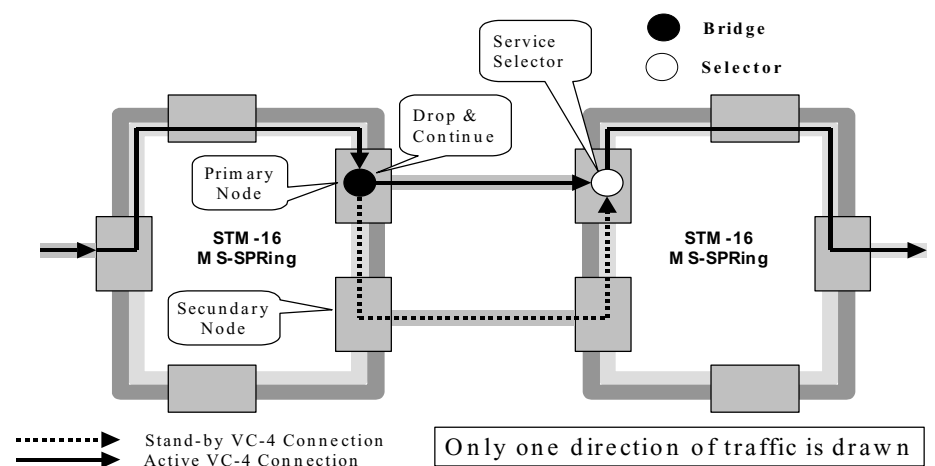 Service
Selector
Bridge
Selector
Drop &
Continue
Primary
Node
STM-16
MS-SPRing
STM-16
MS-SPRing
Secundary
Node
Stand-by VC-4 Connection
Active VC-4 Connection
Only one direction of traffic is drawn